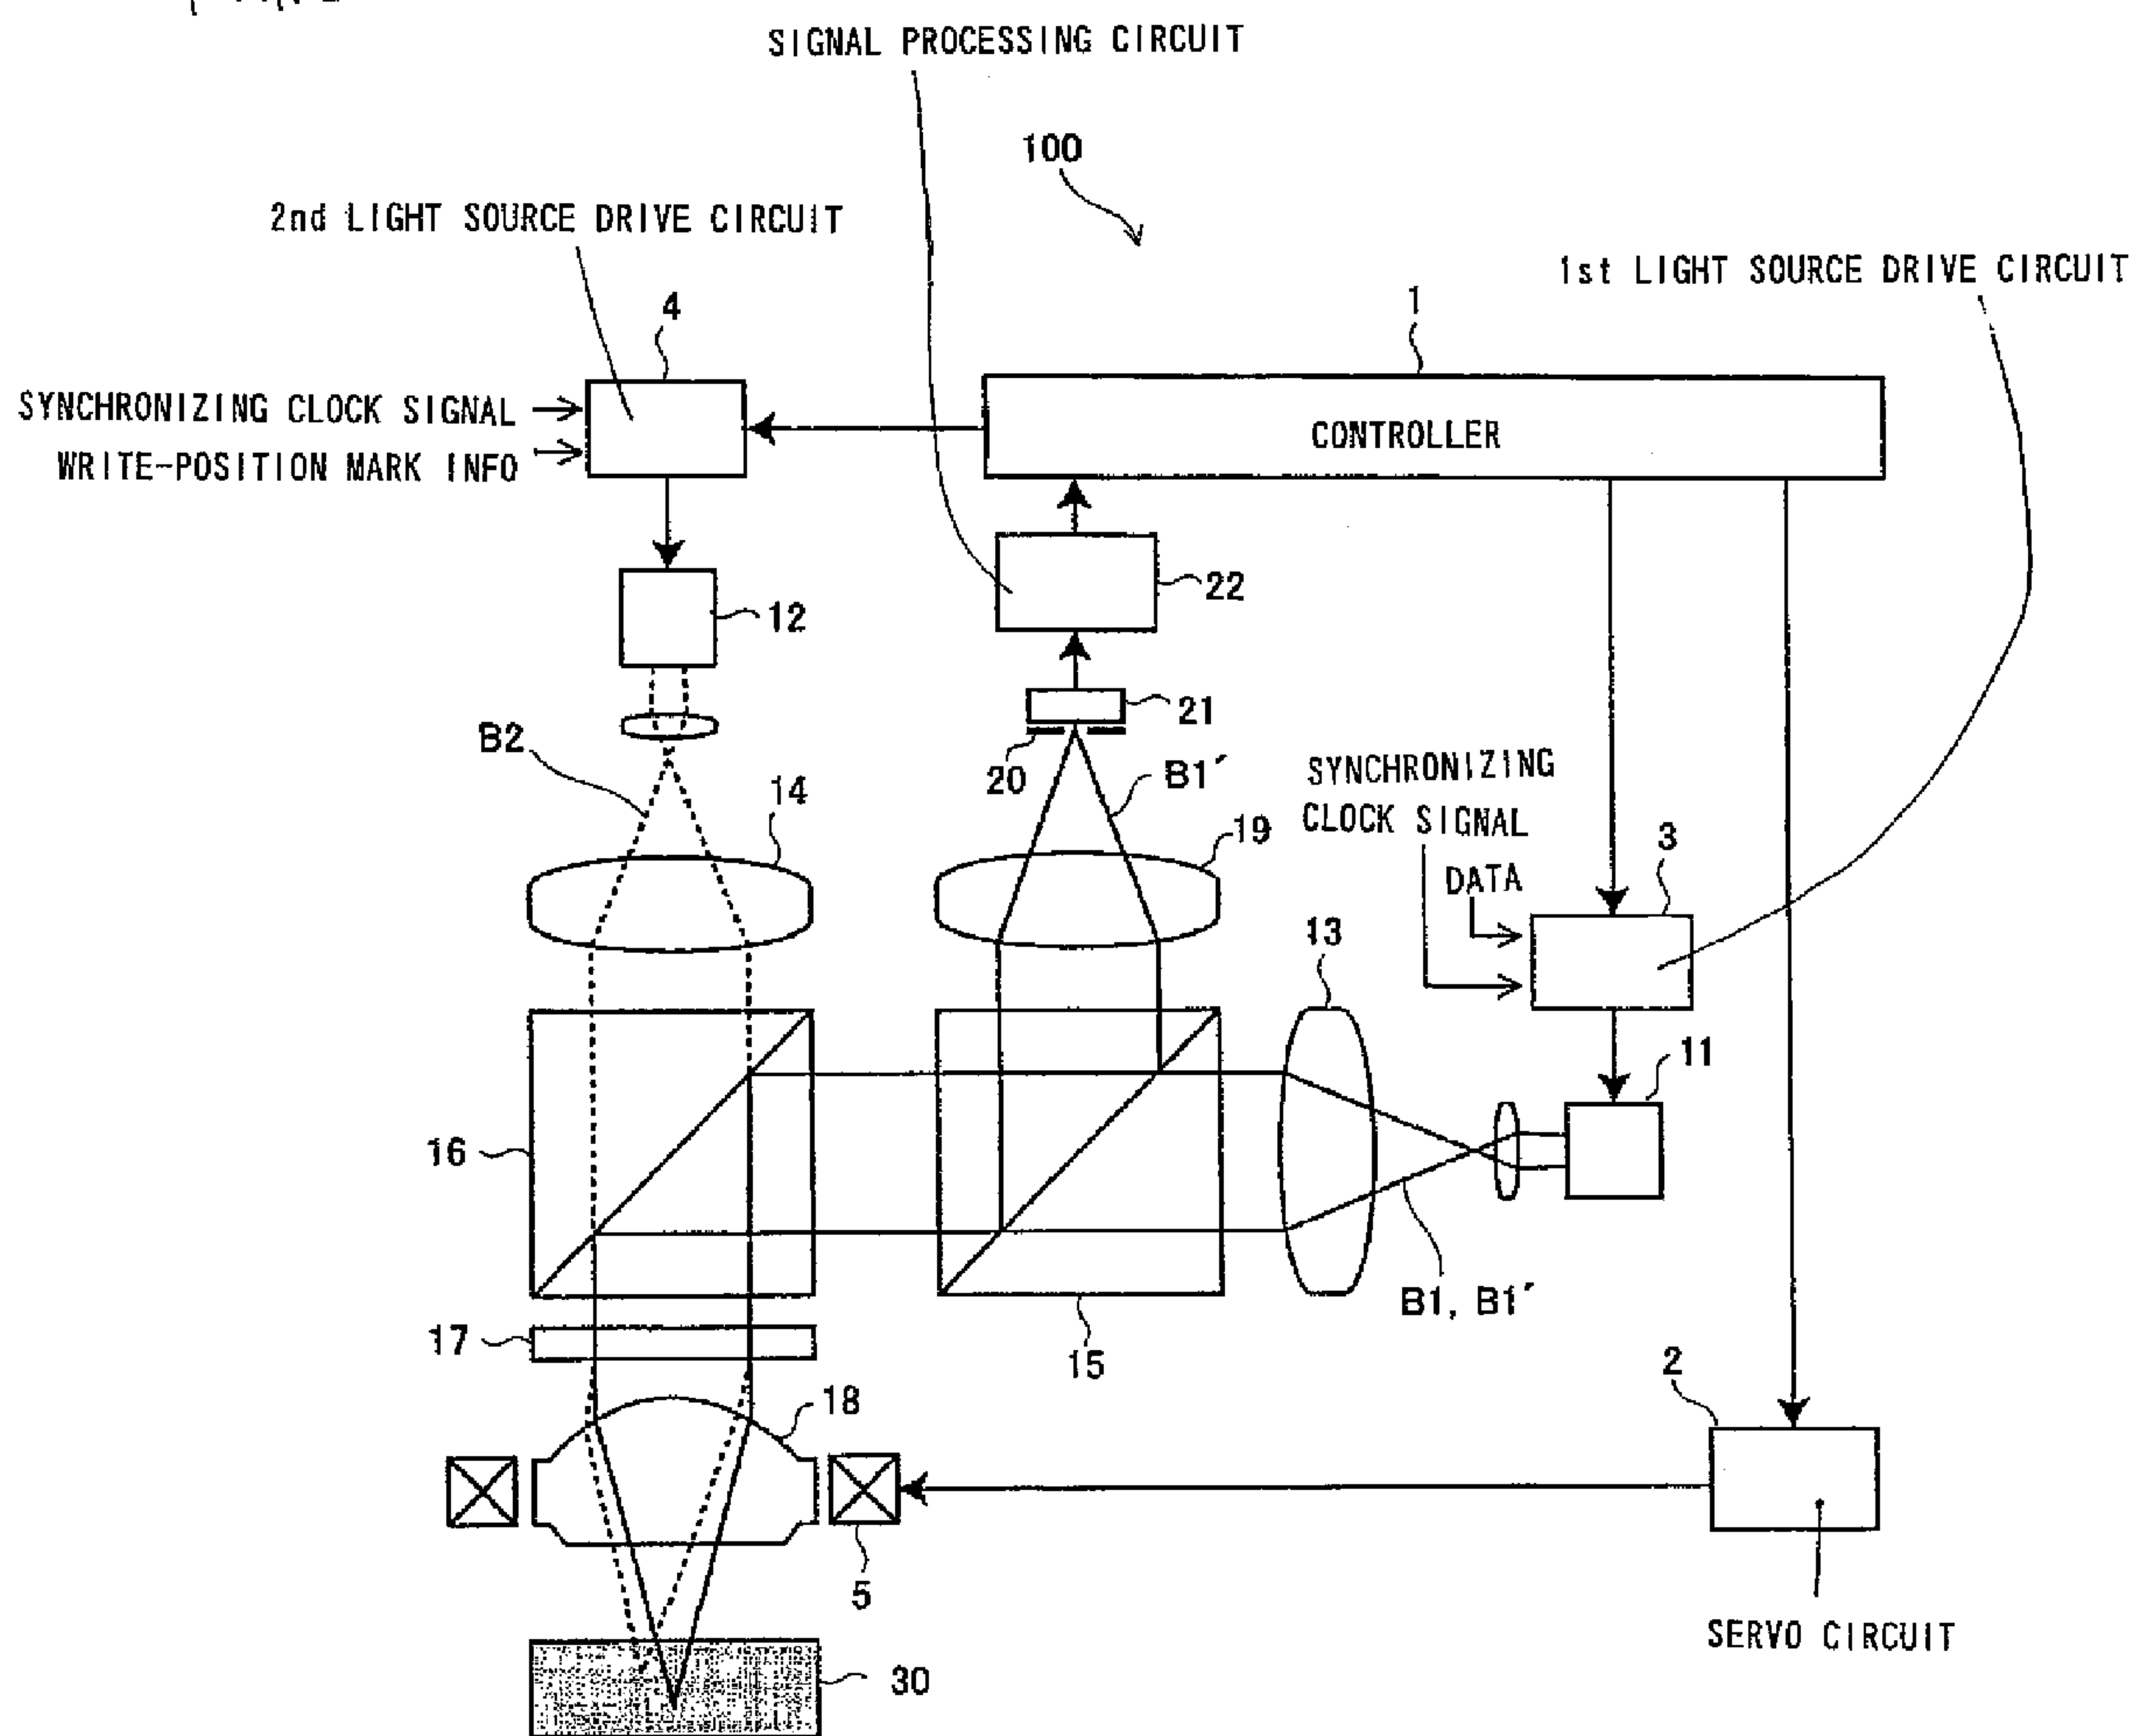 SIGNAL PROCESSING CIRCUIT
100
2nd LIGHT SOURCE DRIVE CIRCUIT
1st LIGHT SOURCE DRIVE CIRCUIT
4
1
SYNCHRONIZING CLOCK SIGNAL
WRITE-POSITION MARK INFO
CONTROLLER
22
12
21
B2
20
B1´
14
SYNCHRONIZING
CLOCK SIGNAL
19
DATA
3
13
11
16
B1, B1´
17
15
2
18
5
SERVO CIRCUIT
30